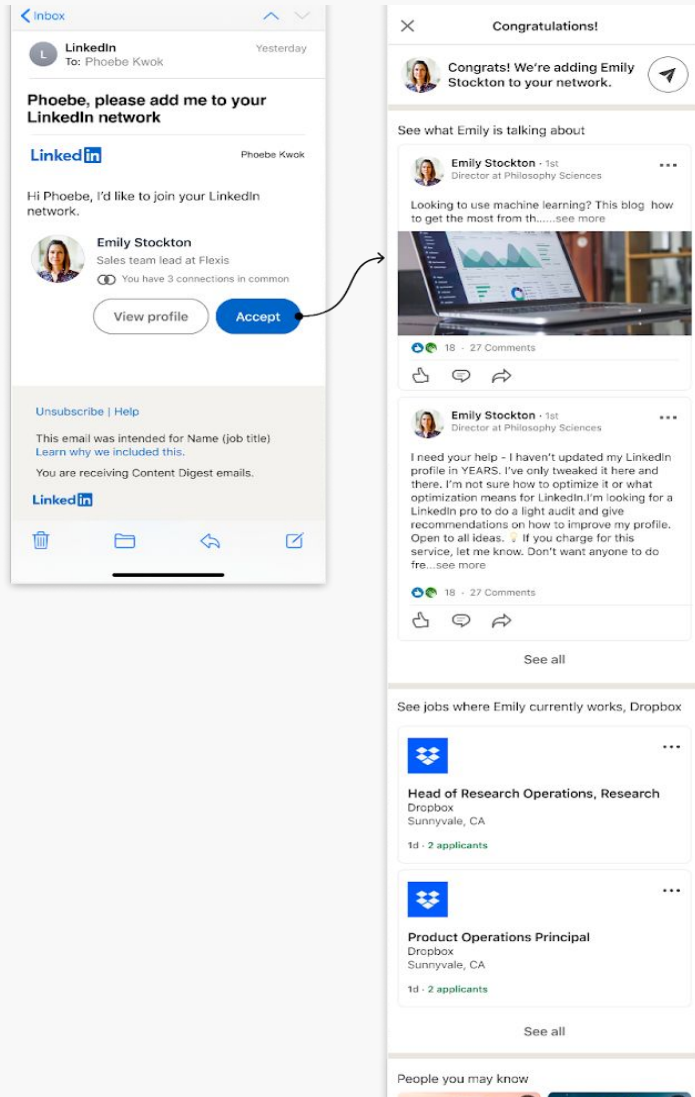 Inbox
L
LinkedIn
Yesterday
To: Phoebe Kwok
Phoebe, please add me to your
LinkedIn network
Linked in
Phoebe Kwok
Hi Phoebe, I'd like to join your LinkedIn
network.
Emily Stockton
Sales team lead at Flexis
You have 3 connections in common
View profile
Accept
Unsubscribe | Help
This email was intended for Name (job title)
Learn why we included this.
You are receiving Content Digest emails.
Linked in
Congratulations!
Congrats! We're adding Emily
Stockton to your network.
See what Emily is talking about
Emily Stockton · 1st
Director at Philosophy Sciences
Looking to use machine learning? This blog how
to get the most from th......see more
18 · 27 Comments
Emily Stockton · 1st
Director at Philosophy Sciences
I need your help - I haven't updated my LinkedIn
profile in YEARS. I've only tweaked it here and
there. I'm not sure how to optimize it or what
optimization means for LinkedIn.I'm looking for a
LinkedIn pro to do a light audit and give
recommendations on how to improve my profile.
Open to all ideas. 💡 If you charge for this
service, let me know. Don't want anyone to do
fre...see more
18 · 27 Comments
See all
See jobs where Emily currently works, Dropbox
Head of Research Operations, Research
Dropbox
Sunnyvale, CA
1d · 2 applicants
Product Operations Principal
Dropbox
Sunnyvale, CA
1d · 2 applicants
See all
People you may know